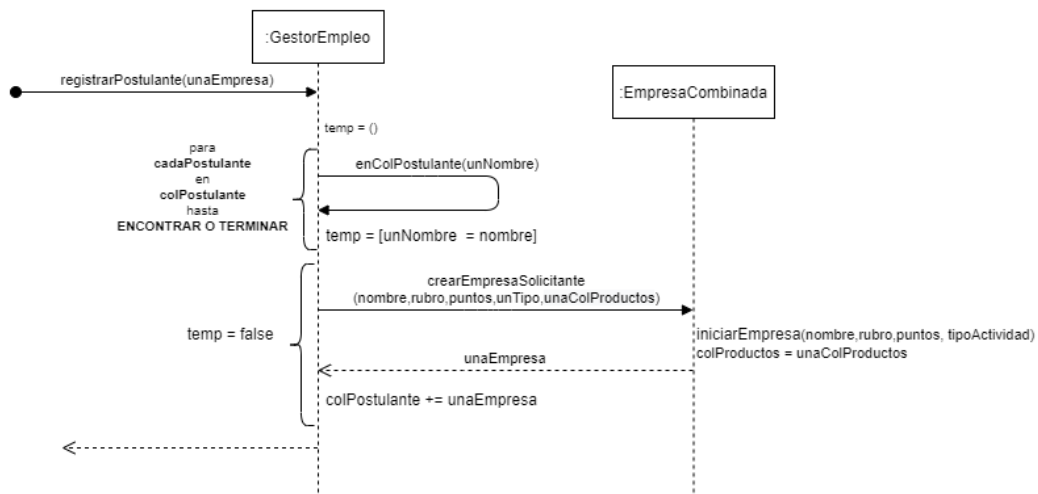 :GestorEmpleo
registrarPostulante(unaEmpresa)
:EmpresaCombinada
temp = ()
para
cadaPostulante
en
colPostulante
hasta
ENCONTRAR O TERMINAR
enColPostulante(unNombre)
temp = [unNombre = nombre]
crearEmpresaSolicitante
(nombre,rubro,puntos,unTipo,unaColProductos)
temp = false
iniciarEmpresa(nombre,rubro,puntos, tipoActividad)
colProductos = unaColProductos
unaEmpresa
colPostulante += unaEmpresa